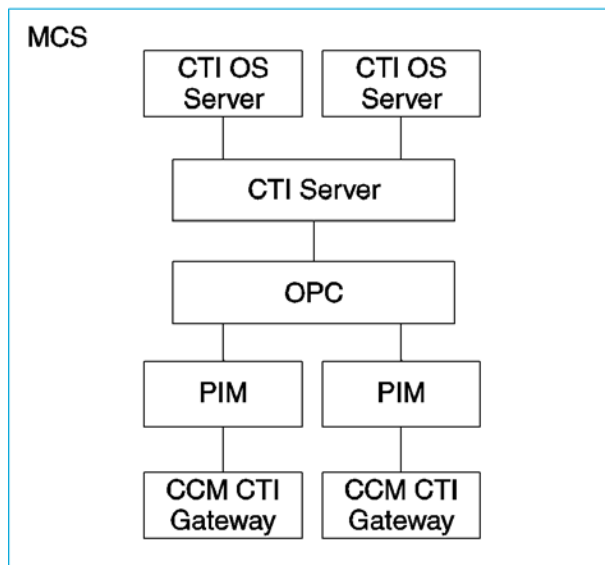 MCS
CTI OS
Server
CTI OS
Server
CTI Server
OPC
PIM
PIM
CCM CTI
Gateway
CCM CTI
Gateway